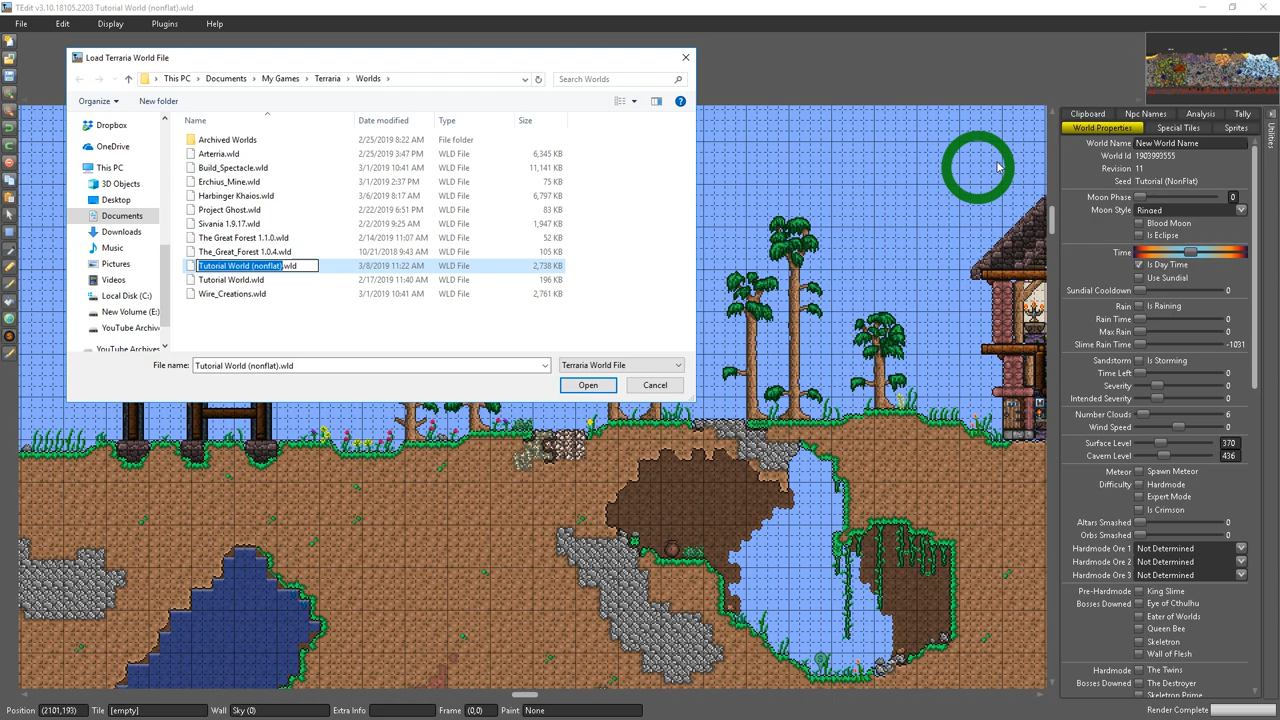 TEdit v3.10.18105.2203 Tutorial World (nonflat).wld
File Edit Display Plugins Help
Load Terraria World File
This PC > Documents > My Games > Terraria > Worlds >
Search Worlds
Organize New folder
Name Date modified Type Size
Dropbox
OneDrive
This PC
3D Objects
Desktop
Documents
Downloads
Music
Pictures
Videos
Local Disk (C:)
New Volume (E:)
YouTube Archiv
YouTube Archives
Archived Worlds 2/25/2019 8:22 AM File folder
Arterria.wld 2/25/2019 3:47 PM WLD File 6,345 KB
Build_Spectacle.wld 3/1/2019 10:41 AM WLD File 11,141 KB
Erchius_Mine.wld 3/1/2019 2:37 PM WLD File 75 KB
Harbinger Khaios.wld 3/6/2019 8:17 AM WLD File 6,797 KB
Project Ghost.wld 2/22/2019 6:51 PM WLD File 83 KB
Sivania 1.9.17.wld 2/2/2019 9:25 AM WLD File 1,947 KB
The Great Forest 1.1.0.wld 2/14/2019 11:07 AM WLD File 52 KB
The_Great_Forest 1.0.4.wld 10/21/2018 9:43 AM WLD File 105 KB
Tutorial World (nonflat).wld 3/8/2019 11:22 AM WLD File 2,738 KB
Tutorial World.wld 2/17/2019 11:40 AM WLD File 196 KB
Wire_Creations.wld 3/1/2019 10:41 AM WLD File 2,761 KB
File name: Tutorial World (nonflat).wld Terraria World File
Open Cancel
Clipboard Npc Names Analysis Tally
World Properties Special Tiles Sprites
Utilities
World Name New World Name
World Id 1903993555
Revision 11
Seed Tutorial (NonFlat)
Moon Phase 0
Moon Style Ringed
Blood Moon
Is Eclipse
Time
Is Day Time
Use Sundial
Sundial Cooldown 0
Rain Is Raining
Rain Time 0
Max Rain 0
Slime Rain Time -1031
Sandstorm Is Storming
Time Left 0
Severity 0
Intended Severity 0
Number Clouds 6
Wind Speed 0
Surface Level 370
Cavern Level 436
Meteor Spawn Meteor
Difficulty Hardmode
Expert Mode
Is Crimson
Altars Smashed 0
Orbs Smashed 0
Hardmode Ore 1 Not Determined
Hardmode Ore 2 Not Determined
Hardmode Ore 3 Not Determined
Pre-Hardmode King Slime
Bosses Downed Eye of Cthulhu
Eater of Worlds
Queen Bee
Skeletron
Wall of Flesh
Hardmode The Twins
Bosses Downed The Destroyer
Skeletron Prime
Position (2101,193) Tile [empty] Wall Sky (0) Extra Info Frame (0,0) Paint None Render Complete